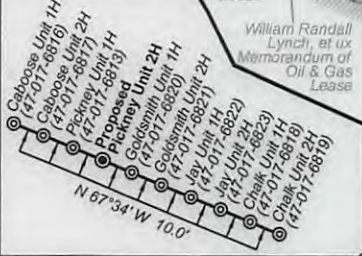 William Randall
Lynch, et ux
Memorandum of
Oil & Gas
Lease
Caboose Unit 1H
(47-017-6816)
Caboose Unit 2H
(47-017-6817)
Pickney Unit 1H
(47-017-6813)
Proposed
Pickney Unit 2H
Goldsmith Unit 1H
(47-017-6820)
Goldsmith Unit 2H
(47-017-6821)
Jay Unit 1H
(47-017-6822)
Jay Unit 2H
(47-017-6823)
Chalk Unit 1H
(47-017-6818)
Chalk Unit 2H
(47-017-6819)
N 67°34' W 10.0'